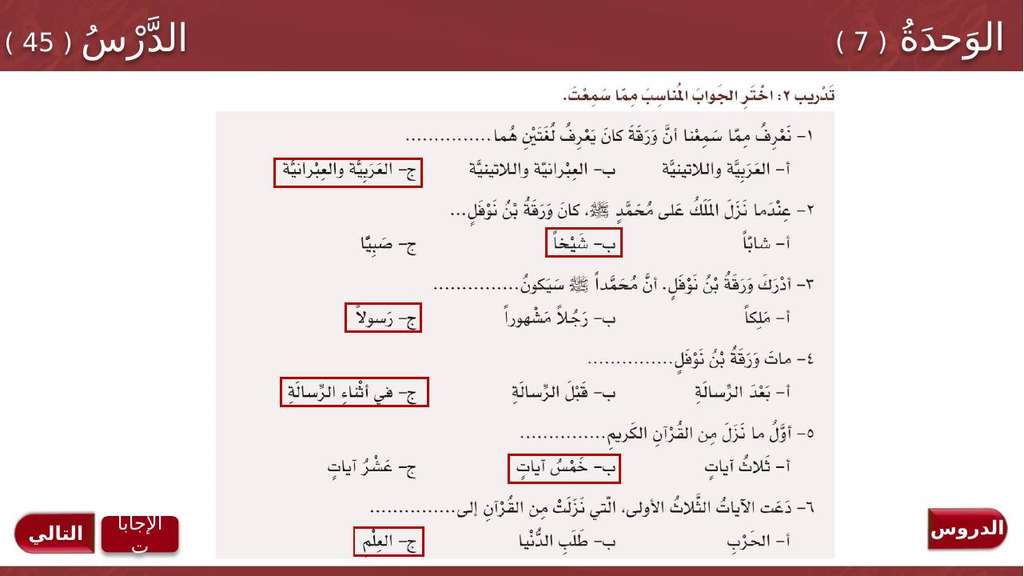 الوَحدَةُ ( 7 )
الدَّرْسُ ( 45 )
تَدْريب ٢: اخْتَرِ الجَوابَ المُناسِبَ مِمّا سَمِعْتَ.
١- نَعْرِفُ مِمّا سَمِعْنا أنَّ وَرَقَةَ كانَ يَعْرِفُ لُغَتَيْنِ هُما...............
أ- العَرَبِيَّة واللاتينيَّة ب- العِبْرانيّة واللاتينيَّة ج- العَرَبِيَّة والعِبْرانيَّة
٢- عِنْدَما نَزَلَ المَلَكُ عَلى مُحَمَّدٍ ﷺ، كانَ وَرَقَةُ بْنُ نَوْفَلٍ...
أ- شابّاً ب- شَيْخاً ج- صَبِيًّا
٣- أدْرَكَ وَرَقَةُ بْنُ نَوْفَلٍ. أنَّ مُحَمَّداً ﷺ سَيَكونُ...............
أ- مَلِكاً ب- رَجُلاً مَشْهوراً ج- رَسولاً
٤- ماتَ وَرَقَةُ بْنُ نَوْفَلٍ...............
أ- بَعْدَ الرِّسالَةِ ب- قَبْلَ الرِّسالَةِ ج- في أثْناءِ الرِّسالَةِ
٥- أوَّلُ ما نَزَلَ مِن القُرْآنِ الكَريمِ...............
أ- ثَلاثُ آياتٍ ب- خَمْسُ آياتٍ ج- عَشْرُ آياتٍ
٦- دَعَت الآياتُ الثَّلاثُ الأولى، الّتي نَزَلَتْ مِن القُرْآنِ إلى...............
أ- الحَرْبِ ب- طَلَبِ الدُّنْيا ج- العِلْمِ
الدروس
الإجابا
ت
التالي